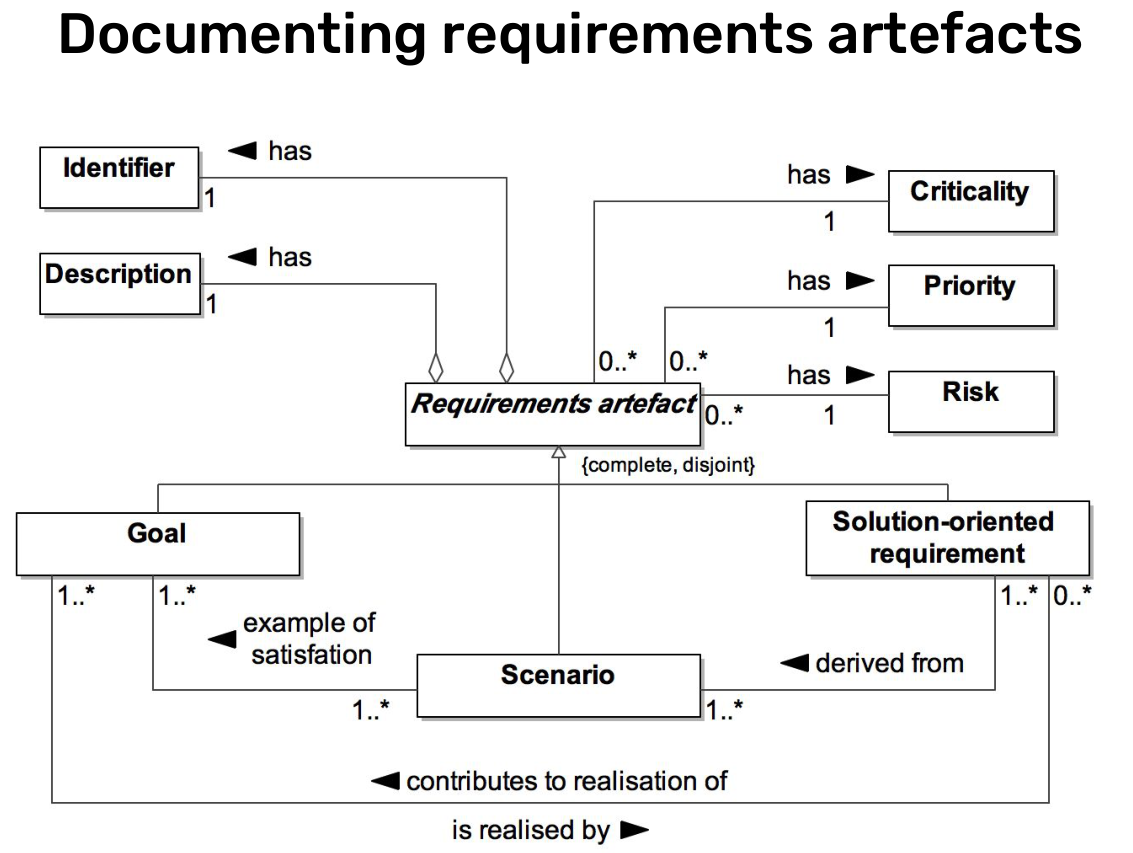 Documenting requirements artefacts
Identifier
◄ has
1
has ►
Criticality
1
Description
◄ has
1
has ►
Priority
1
0..*
0..*
has ►
Risk
1
Requirements artefact
0..*
{complete, disjoint}
Goal
Solution-oriented
requirement
1..*
1..*
1..*
0..*
example of
◄ satisfation
Scenario
◄ derived from
1..*
1..*
◄ contributes to realisation of
is realised by ►